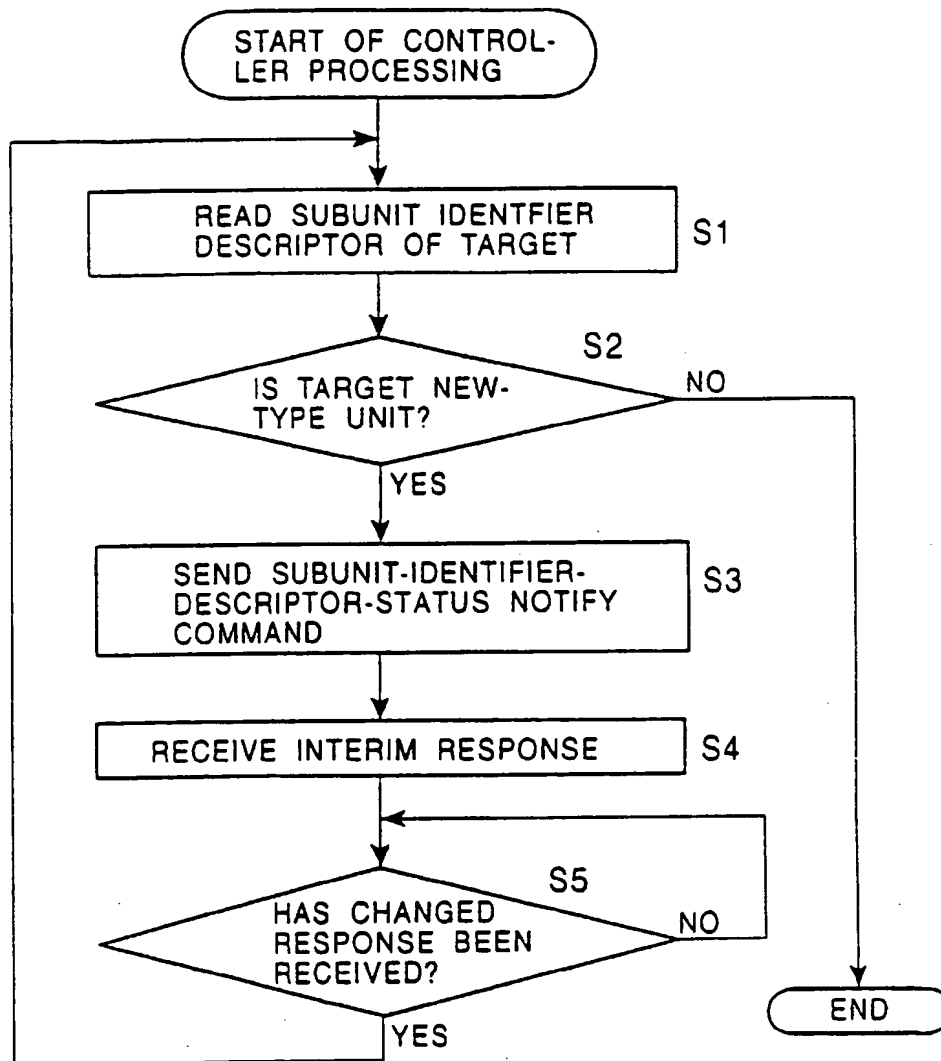 START OF CONTROL-
LER PROCESSING
READ SUBUNIT IDENTFIER
DESCRIPTOR OF TARGET
S1
S2
IS TARGET NEW-
TYPE UNIT?
NO
YES
SEND SUBUNIT-IDENTIFIER-
DESCRIPTOR-STATUS NOTIFY
COMMAND
S3
RECEIVE INTERIM RESPONSE
S4
S5
HAS CHANGED
RESPONSE BEEN
RECEIVED?
NO
YES
END